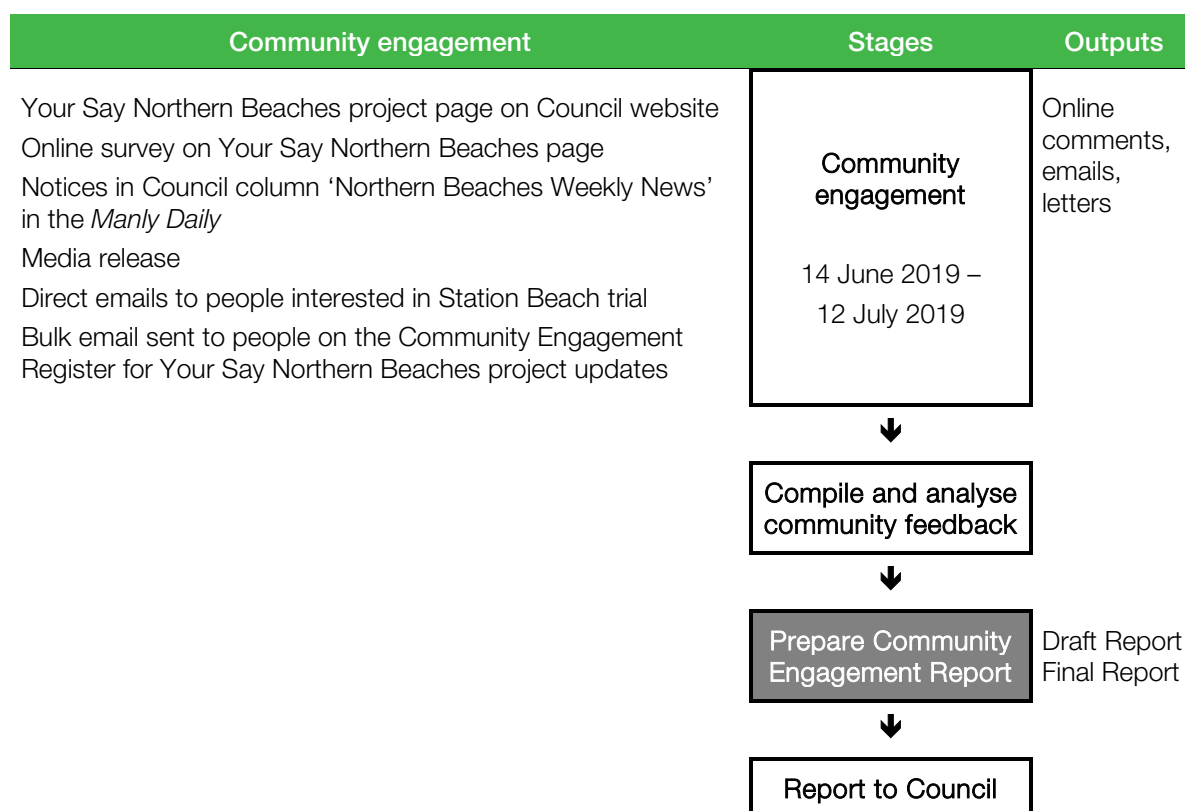 Community engagement
Stages
Outputs
Your Say Northern Beaches project page on Council website
Online survey on Your Say Northern Beaches page
Notices in Council column ‘Northern Beaches Weekly News’
in the Manly Daily
Media release
Direct emails to people interested in Station Beach trial
Bulk email sent to people on the Community Engagement
Register for Your Say Northern Beaches project updates
Community
engagement
14 June 2019 –
12 July 2019
Online
comments,
emails,
letters
Compile and analyse
community feedback
Prepare Community
Engagement Report
Draft Report
Final Report
Report to Council